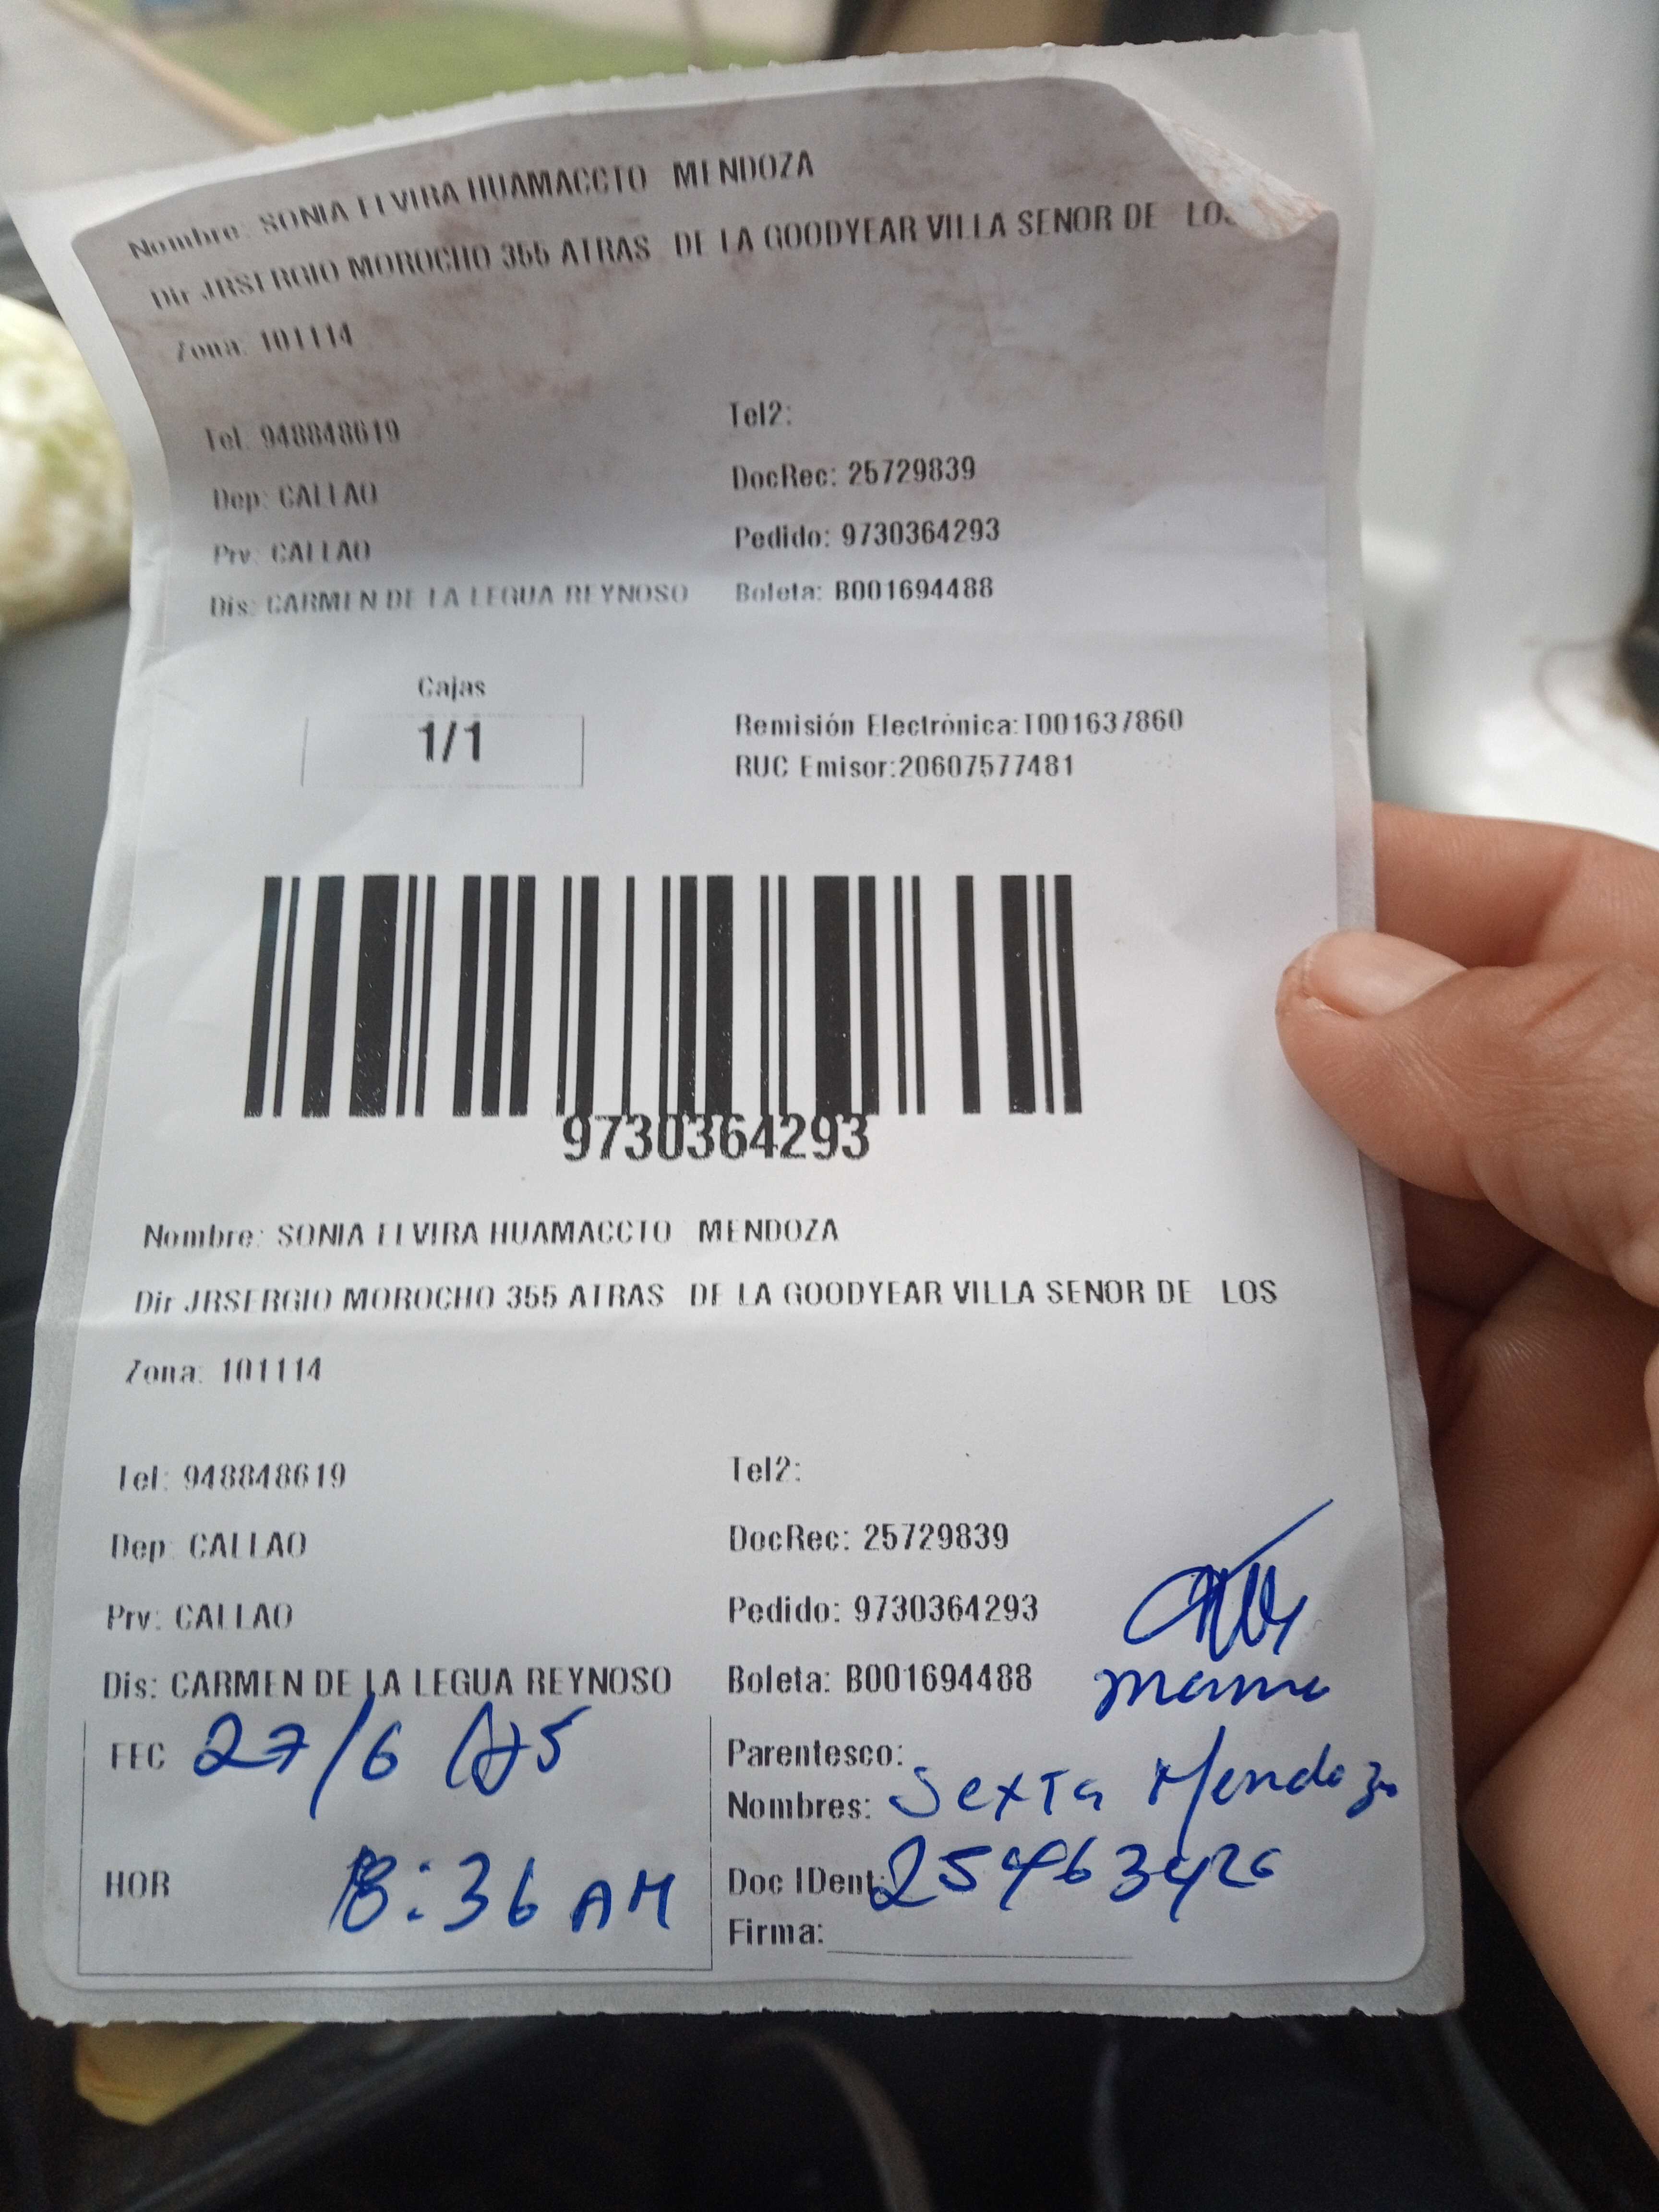 Nombre: SONIA ELVIRA HUAMACCTO MENDOZA
Dir JRSERGIO MOROCHO 355 ATRAS DE LA GOODYEAR VILLA SENOR DE LOS
Zona: 101114
Tel: 948848619 Tel2:
Dep: CALLAO DocRec: 25729839
Prv: CALLAO Pedido: 9730364293
Dis: CARMEN DE LA LEGUA REYNOSO Boleta: B001694488
Cajas
1/1
Remisión Electrónica:T001637860
RUC Emisor:20607577481
9730364293
Nombre: SONIA ELVIRA HUAMACCTO MENDOZA
Dir JRSERGIO MOROCHO 355 ATRAS DE LA GOODYEAR VILLA SENOR DE LOS
Zona: 101114
Tel: 948848619 Tel2:
Dep: CALLAO DocRec: 25729839
Prv: CALLAO Pedido: 9730364293
Dis: CARMEN DE LA LEGUA REYNOSO Boleta: B001694488
mama
FEC 27/6/25 Parentesco:
Nombres: Sexta Mendoza
HOR 8:36 AM Doc IDent: 25463426
Firma: